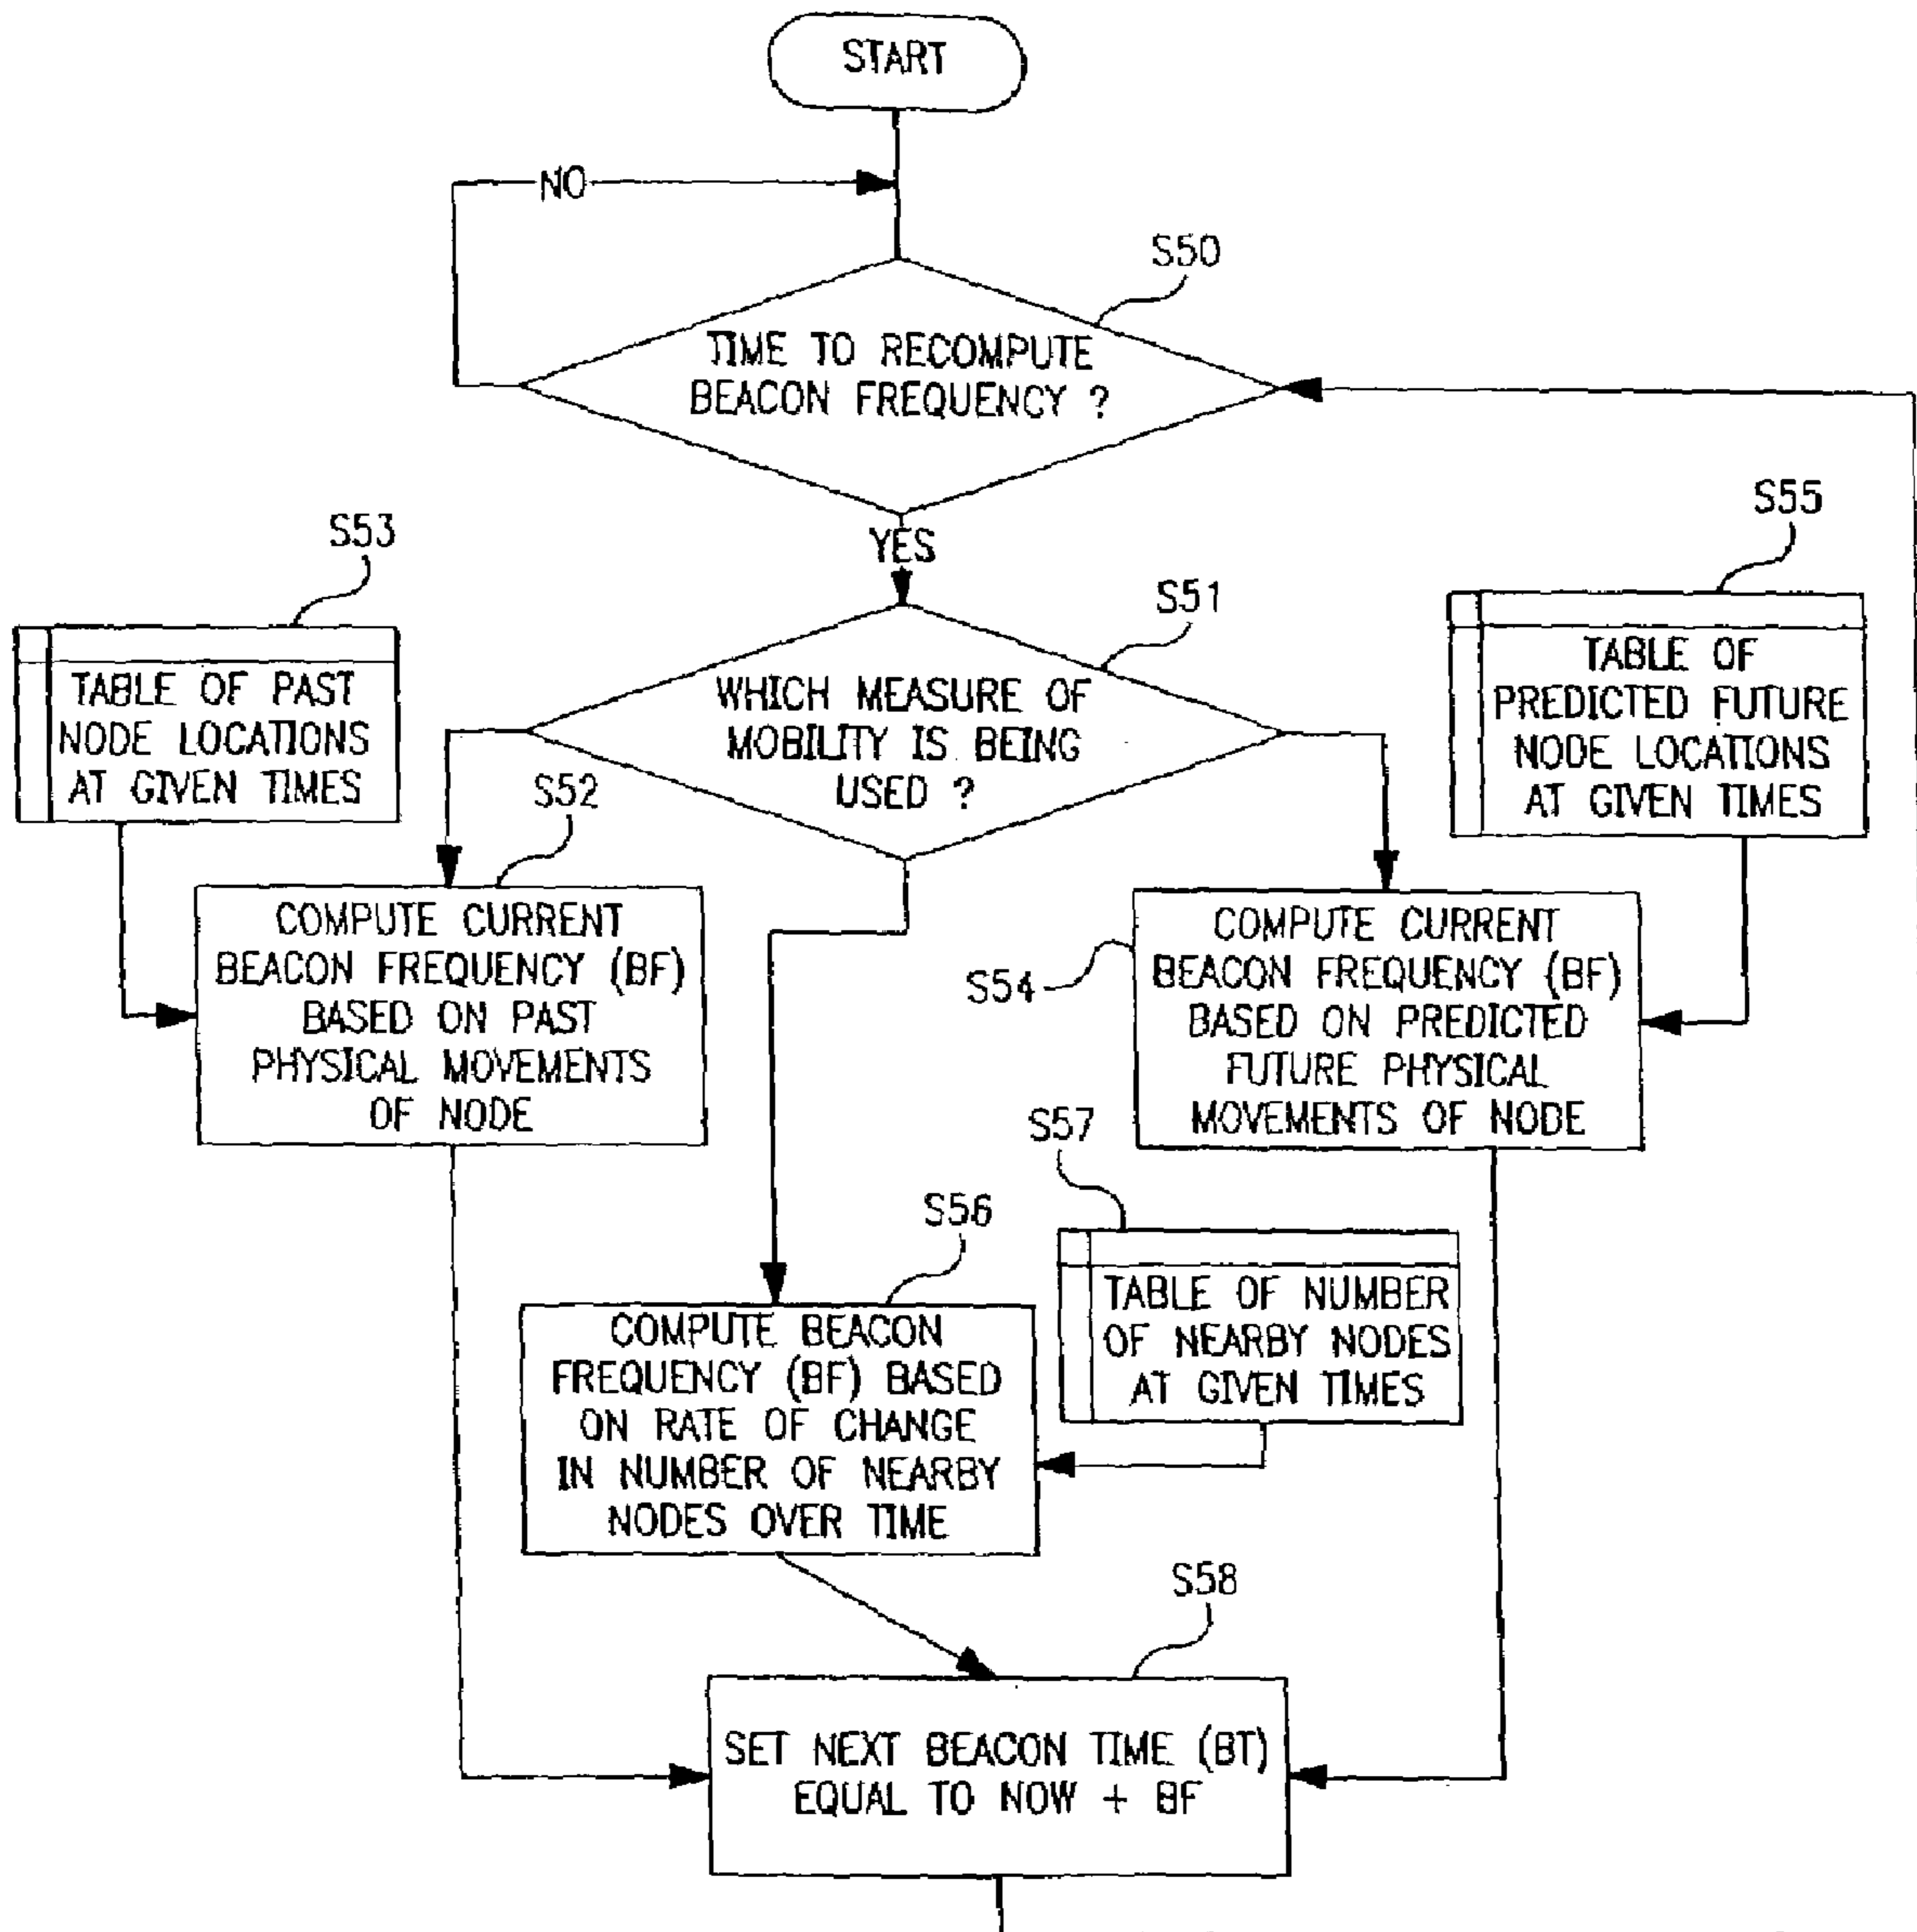 START
NO
S50
TIME TO RECOMPUTE
BEACON FREQUENCY ?
YES
S53
S55
S51
TABLE OF PAST
NODE LOCATIONS
AT GIVEN TIMES
WHICH MEASURE OF
MOBILITY IS BEING
USED ?
TABLE OF
PREDICTED FUTURE
NODE LOCATIONS
AT GIVEN TIMES
S52
COMPUTE CURRENT
BEACON FREQUENCY (BF)
BASED ON PAST
PHYSICAL MOVEMENTS
OF NODE
S54
COMPUTE CURRENT
BEACON FREQUENCY (BF)
BASED ON PREDICTED
FUTURE PHYSICAL
MOVEMENTS OF NODE
S57
S56
TABLE OF NUMBER
OF NEARBY NODES
AT GIVEN TIMES
COMPUTE BEACON
FREQUENCY (BF) BASED
ON RATE OF CHANGE
IN NUMBER OF NEARBY
NODES OVER TIME
S58
SET NEXT BEACON TIME (BT)
EQUAL TO NOW + BF